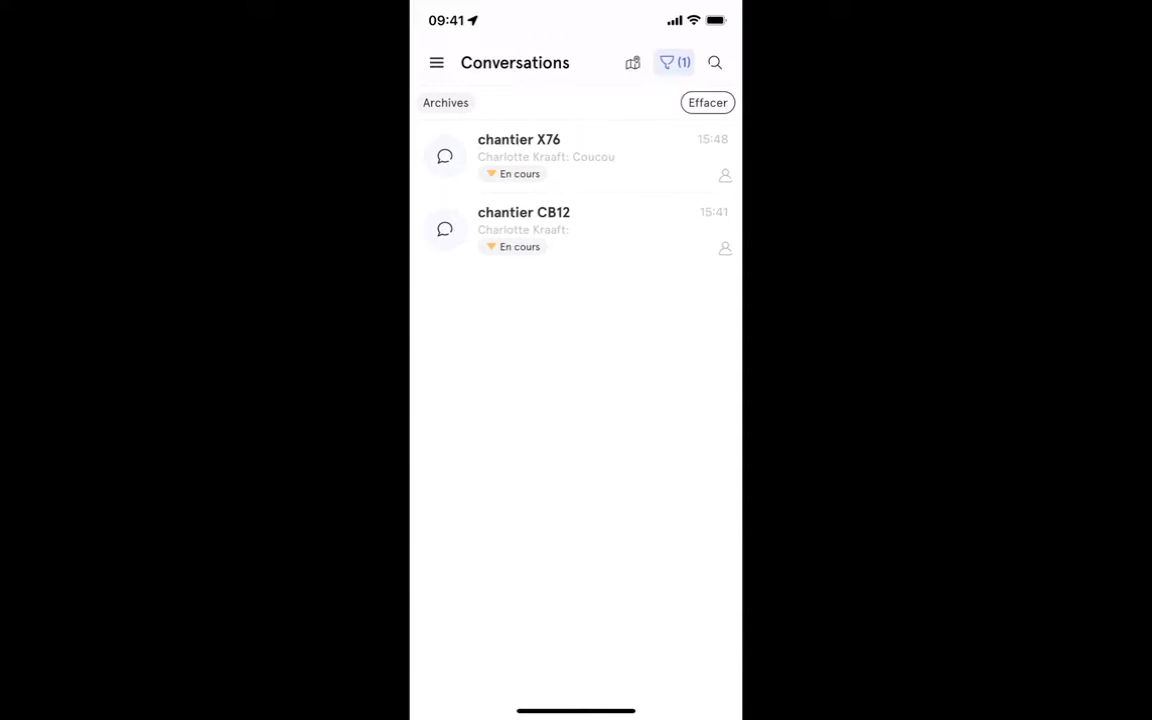 09:41
Conversations
(1)
Archives
Effacer
chantier X76
15:48
Charlotte Kraaft: Coucou
En cours
chantier CB12
15:41
Charlotte Kraaft:
En cours